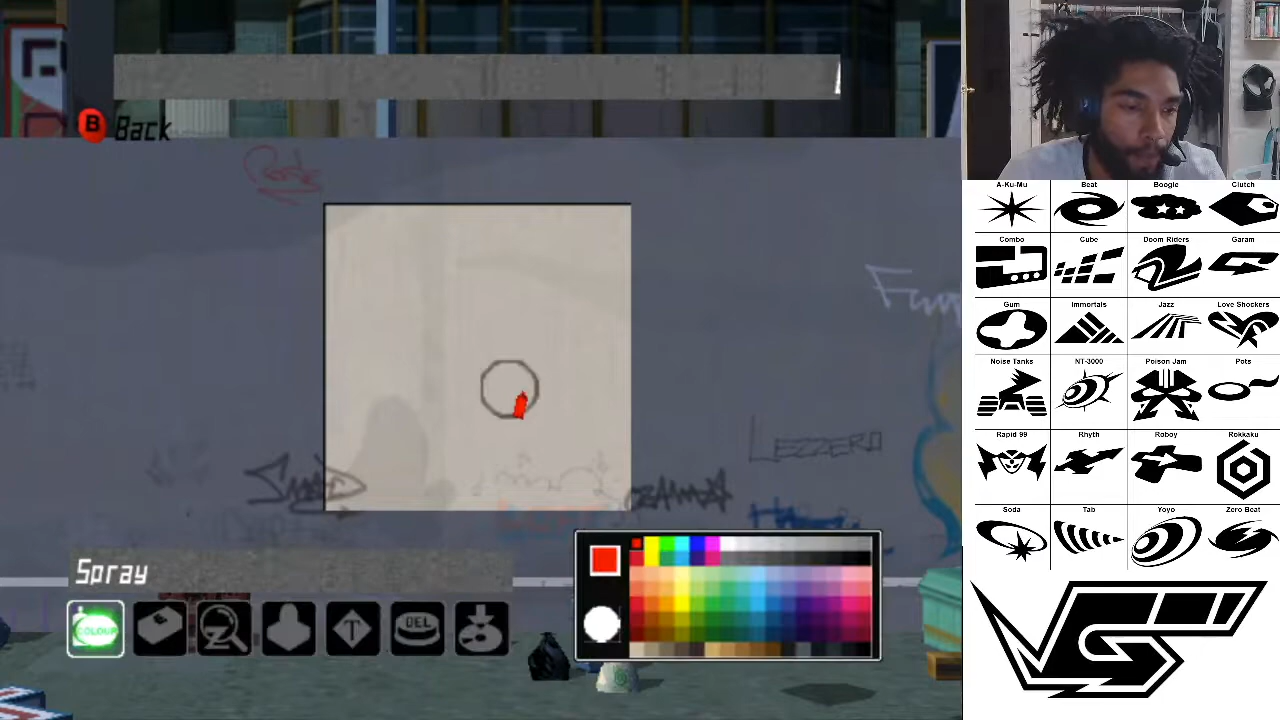 B Back
A-Ku-Mu Beat Boogie Clutch
Combo Cube Doom Riders Garam
Gum Immortals Jazz Love Shockers
Noise Tanks NT-3000 Poison Jam Pots
Rapid 99 Rhyth Roboy Rokkaku
LEZZERO
Soda Tab Yoyo Zero Beat
Spray
COLOUR T DEL